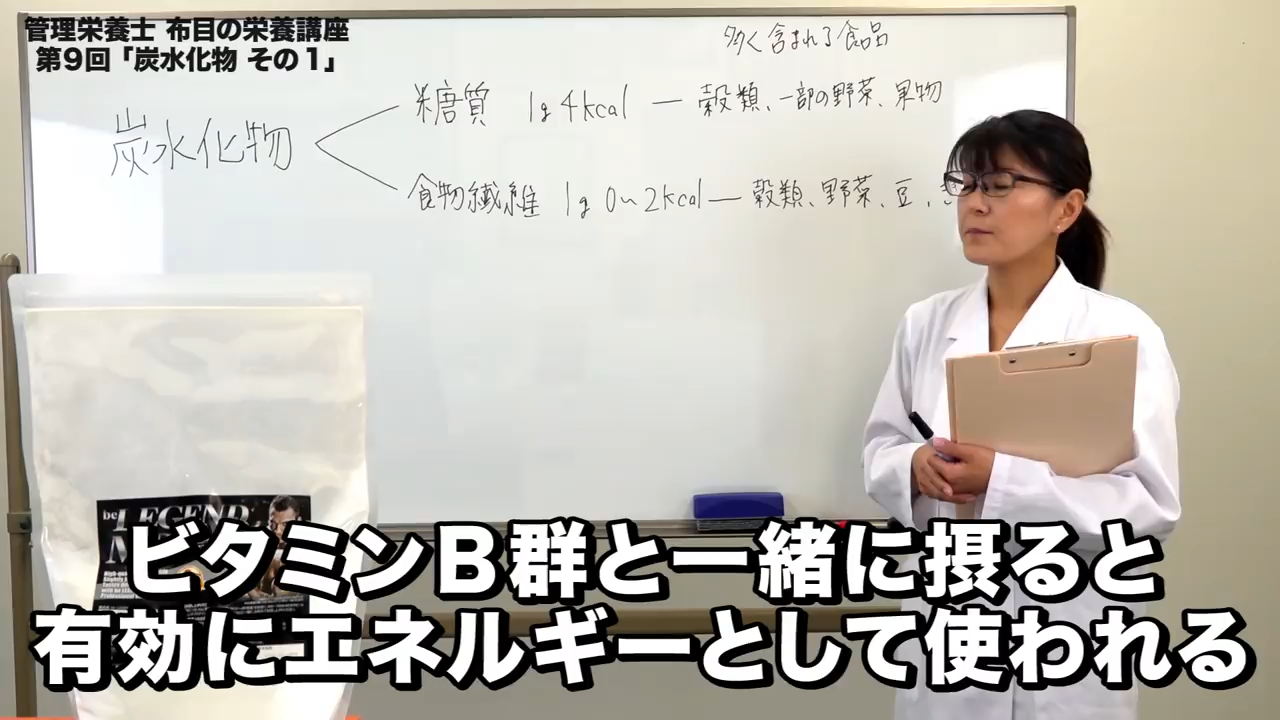 管理栄養士 布目の栄養講座
第9回「炭水化物 その1」
多く含まれる食品
炭水化物
糖質 1g 4kcal — 穀類、一部の野菜、果物
食物繊維 1g 0~2kcal — 穀類、野菜、豆、
be LEGEND
ビタミンB群と一緒に摂ると
有効にエネルギーとして使われる